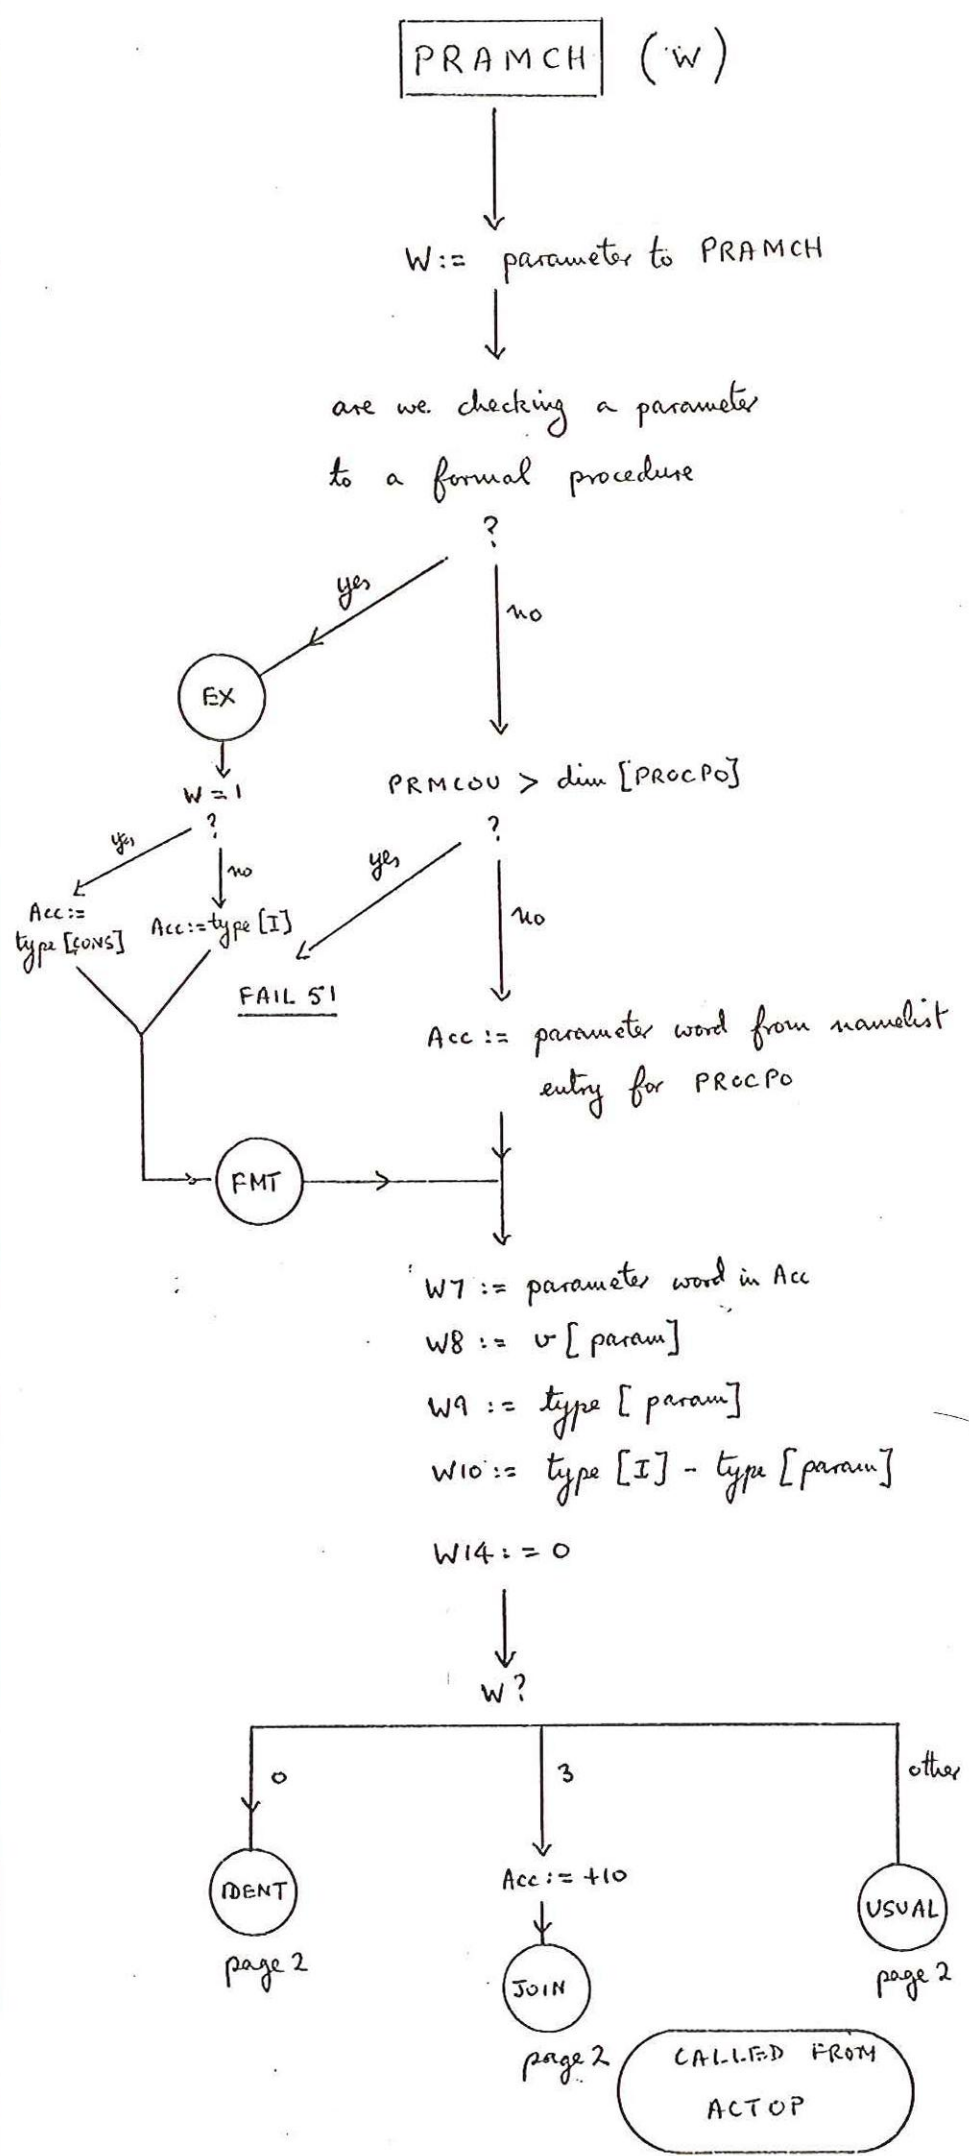 PRAMCH (W)
W := parameter to PRAMCH
are we checking a parameter
to a formal procedure
?
yes
no
EX
W = 1
?
yes
no
Acc :=
type [CONS]
Acc := type [I]
PRMCOU > dim [PROCPO]
?
yes
no
FAIL 51
Acc := parameter word from namelist
entry for PROCPO
FMT
W7 := parameter word in Acc
W8 := v [param]
W9 := type [param]
W10 := type [I] - type [param]
W14 := 0
W?
0
3
other
IDENT
page 2
Acc := +10
JOIN
page 2
USUAL
page 2
CALLED FROM
ACTOP